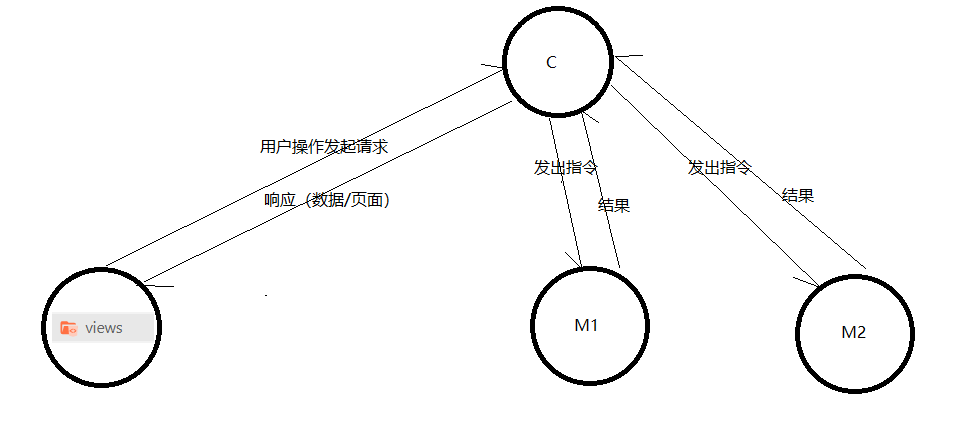 C
用户操作发起请求
发出指令
发出指令
响应（数据/页面）
结果
结果
views
M1
M2